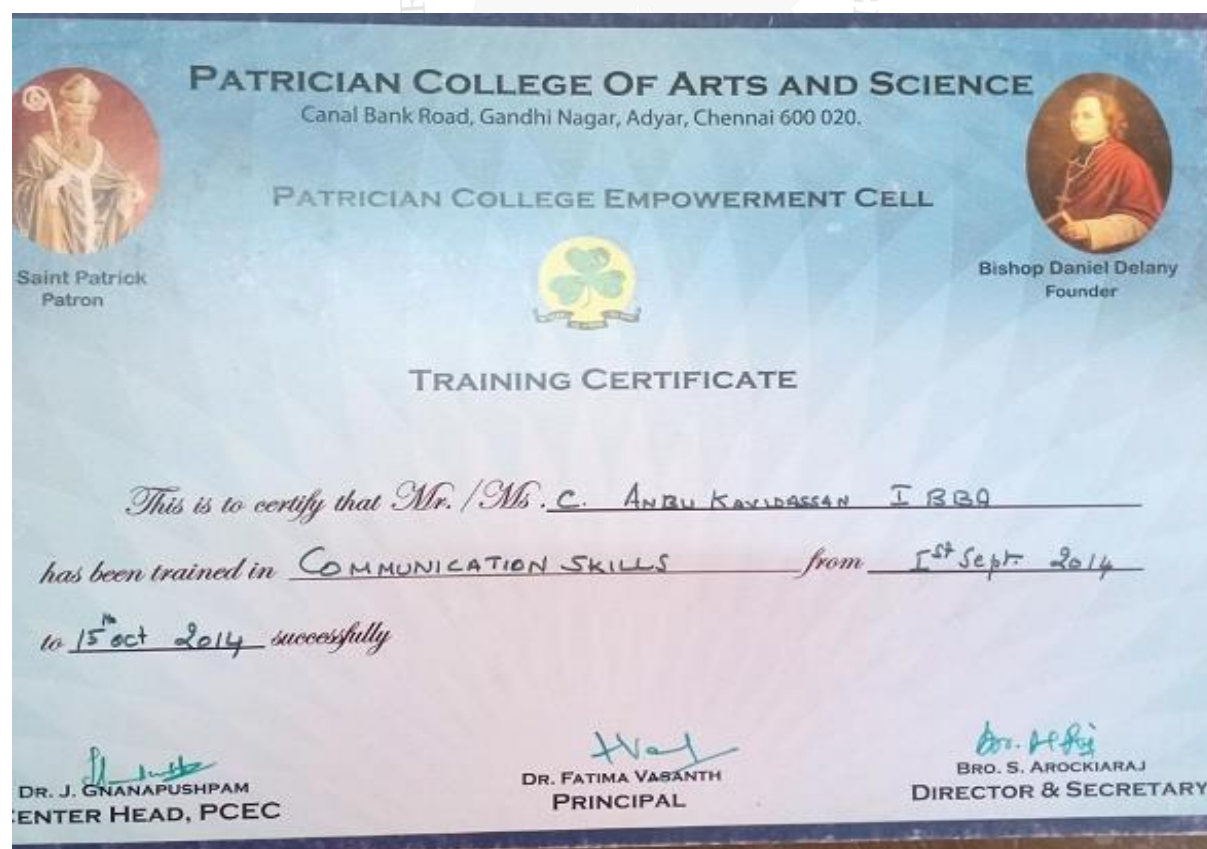 PATRICIAN COLLEGE OF ARTS AND SCIENCE
Canal Bank Road, Gandhi Nagar, Adyar, Chennai 600 020.
PATRICIAN COLLEGE EMPOWERMENT CELL
Saint Patrick
Patron
Bishop Daniel Delany
Founder
TRAINING CERTIFICATE
This is to certify that Mr. / Ms. C. ANBU KAVIDASSAN I BBA
has been trained in COMMUNICATION SKILLS from Ist Sept. 2014
to 15th oct 2014 successfully
DR. J. GNANAPUSHPAM
CENTER HEAD, PCEC
DR. FATIMA VASANTH
PRINCIPAL
BRO. S. AROCKIARAJ
DIRECTOR & SECRETARY